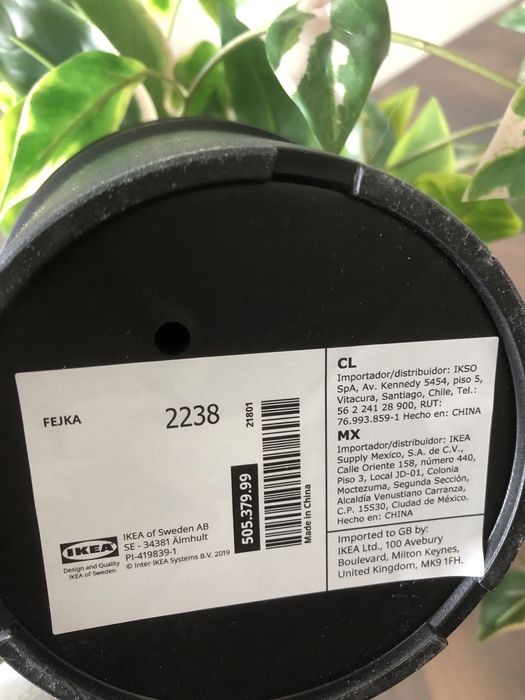 FEJKA
2238
21801
505.379.99
Made in China
IKEA
Design and Quality
IKEA of Sweden
IKEA of Sweden AB
SE - 34381 Älmhult
PI-419839-1
© Inter IKEA Systems B.V. 2019
CL
Importador/distribuidor: IKSO
SpA, Av. Kennedy 5454, piso 5,
Vitacura, Santiago, Chile, Tel.:
56 2 241 28 900, RUT:
76.993.859-1 Hecho en: CHINA
MX
Importador/distribuidor: IKEA
Supply Mexico, S.A. de C.V.,
Calle Oriente 158, número 440,
Piso 3, Local JD-01, Colonia
Moctezuma, Segunda Sección,
Alcaldía Venustiano Carranza,
C.P. 15530, Ciudad de México.
Hecho en: CHINA
Imported to GB by:
IKEA Ltd., 100 Avebury
Boulevard, Milton Keynes,
United Kingdom, MK9 1FH.